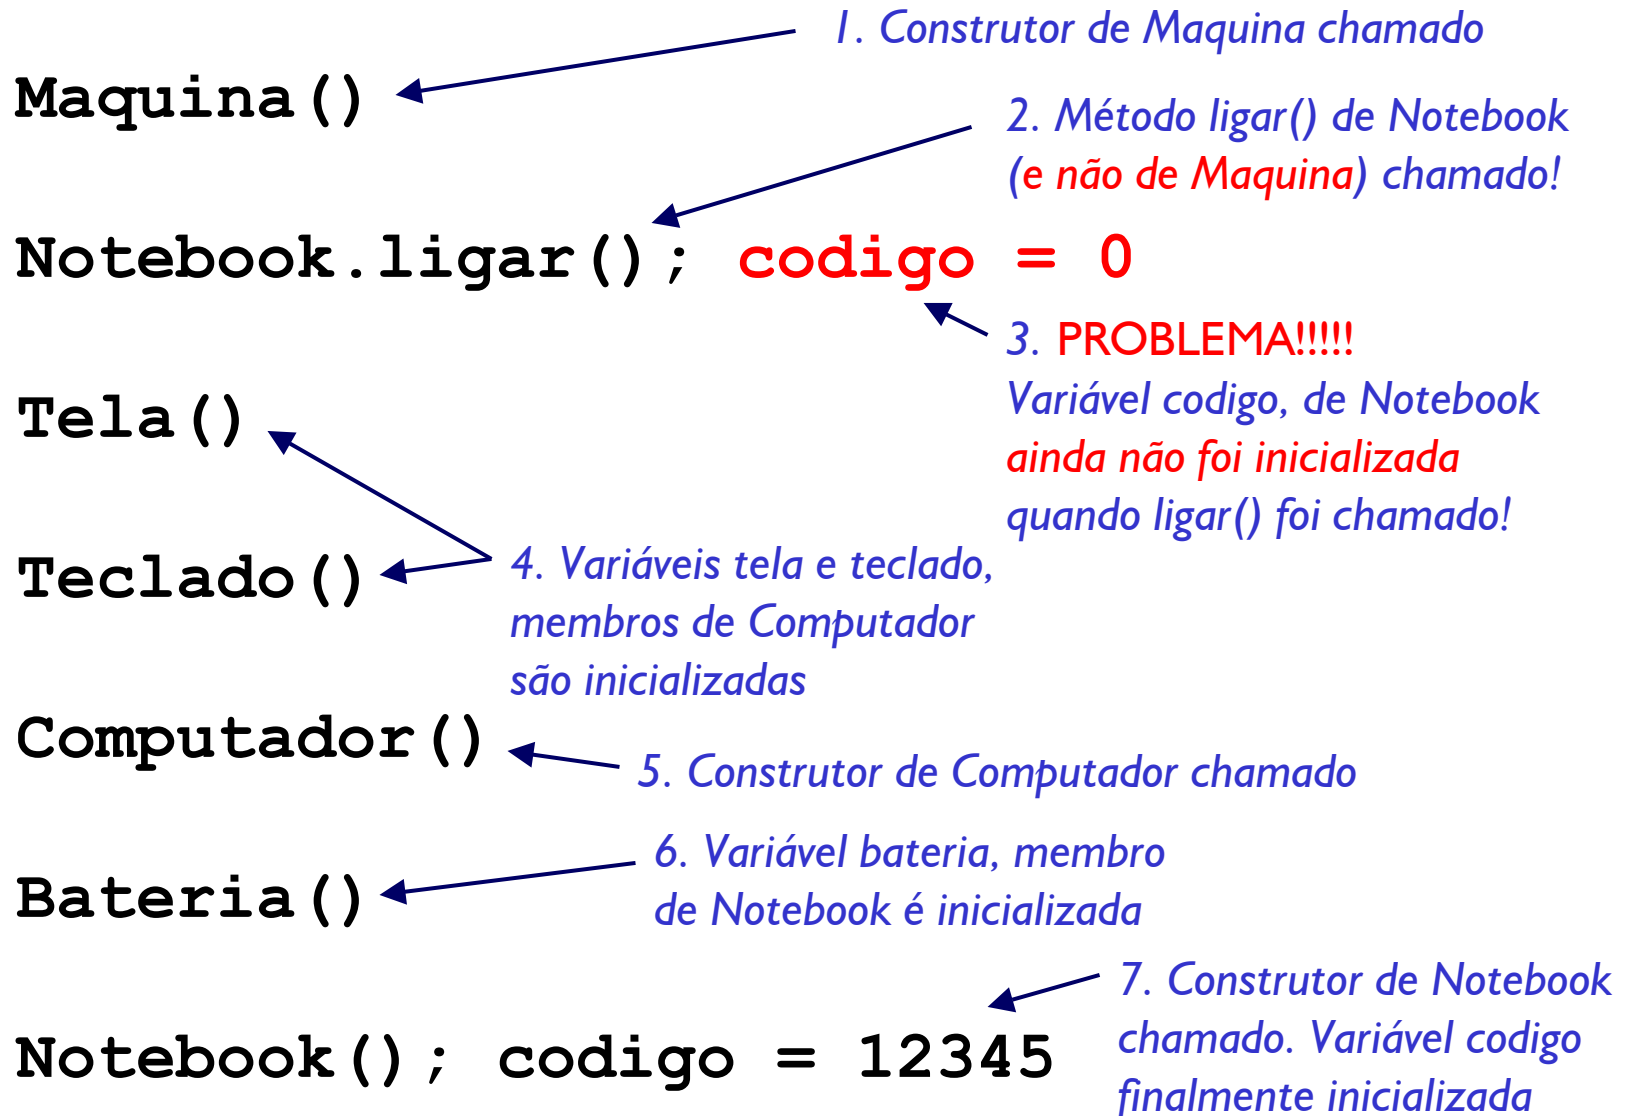 1. Construtor de Maquina chamado
Maquina()
2. Método ligar() de Notebook
(e não de Maquina) chamado!
Notebook.ligar(); codigo = 0
3. PROBLEMA!!!!!
Variável codigo, de Notebook
ainda não foi inicializada
quando ligar() foi chamado!
Tela()
Teclado()
4. Variáveis tela e teclado,
membros de Computador
são inicializadas
Computador()
5. Construtor de Computador chamado
6. Variável bateria, membro
de Notebook é inicializada
Bateria()
7. Construtor de Notebook
chamado. Variável codigo
finalmente inicializada
Notebook(); codigo = 12345